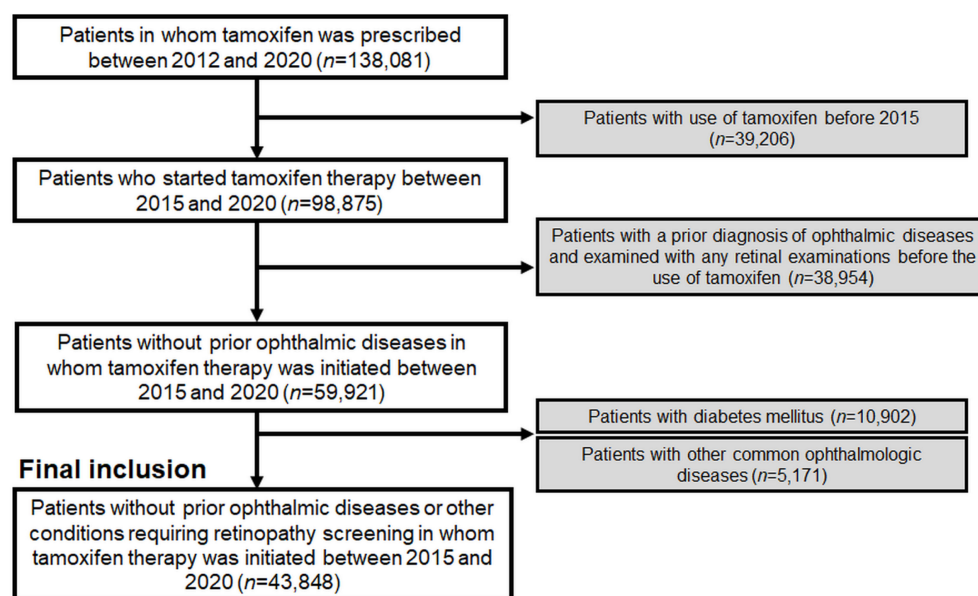 Patients in whom tamoxifen was prescribed
between 2012 and 2020 (n=138,081)
Patients with use of tamoxifen before 2015
(n=39,206)
Patients who started tamoxifen therapy between
2015 and 2020 (n=98,875)
Patients with a prior diagnosis of ophthalmic diseases
and examined with any retinal examinations before the
use of tamoxifen (n=38,954)
Patients without prior ophthalmic diseases in
whom tamoxifen therapy was initiated between
2015 and 2020 (n=59,921)
Patients with diabetes mellitus (n=10,902)
Patients with other common ophthalmologic
diseases (n=5,171)
Final inclusion
Patients without prior ophthalmic diseases or other
conditions requiring retinopathy screening in whom
tamoxifen therapy was initiated between 2015 and
2020 (n=43,848)